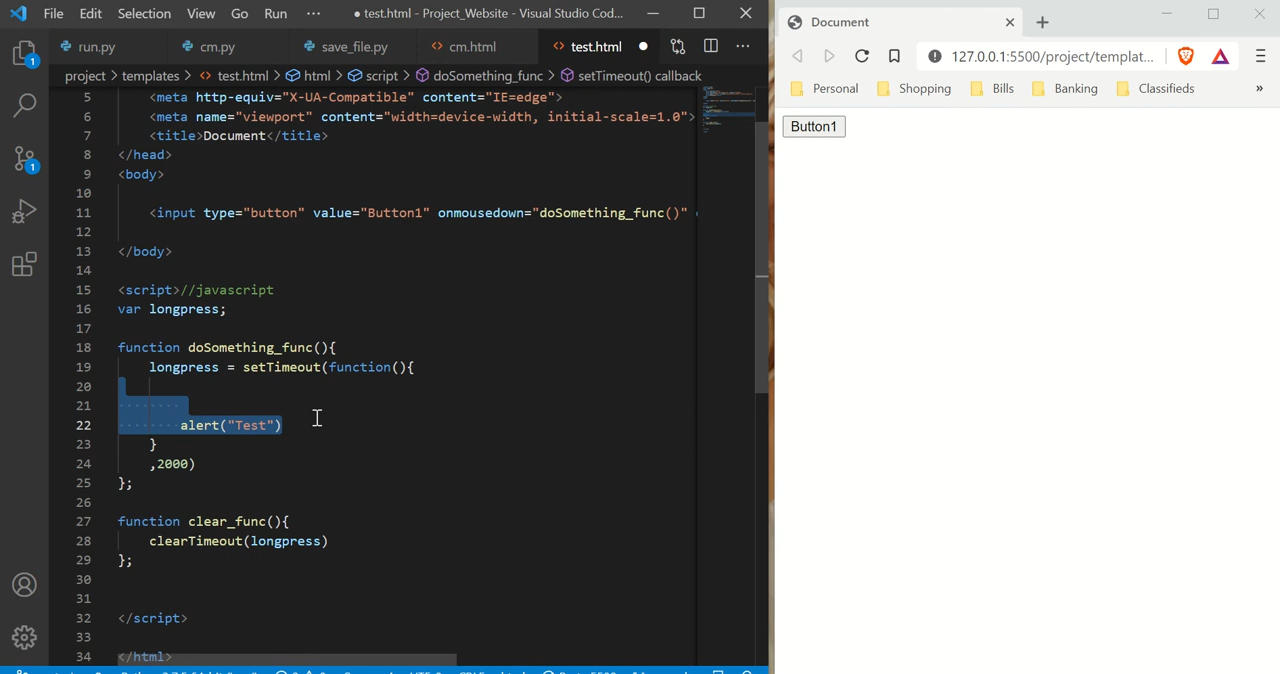 File Edit Selection View Go Run ··· ● test.html - Project_Website - Visual Studio Cod...
run.py cm.py save_file.py <> cm.html <> test.html ● ···
project > templates > <> test.html > html > script > doSomething_func > setTimeout() callback
5 <meta http-equiv="X-UA-Compatible" content="IE=edge">
6 <meta name="viewport" content="width=device-width, initial-scale=1.0">
7 <title>Document</title>
8 </head>
9 <body>
10
11 <input type="button" value="Button1" onmousedown="doSomething_func()"
12
13 </body>
14
15 <script>//javascript
16 var longpress;
17
18 function doSomething_func(){
19 longpress = setTimeout(function(){
20
21
22 alert("Test")
23 }
24 ,2000)
25 };
26
27 function clear_func(){
28 clearTimeout(longpress)
29 };
30
31
32 </script>
33
34 </html>
1
1
Document
127.0.0.1:5500/project/templat...
Personal Shopping Bills Banking Classifieds »
Button1